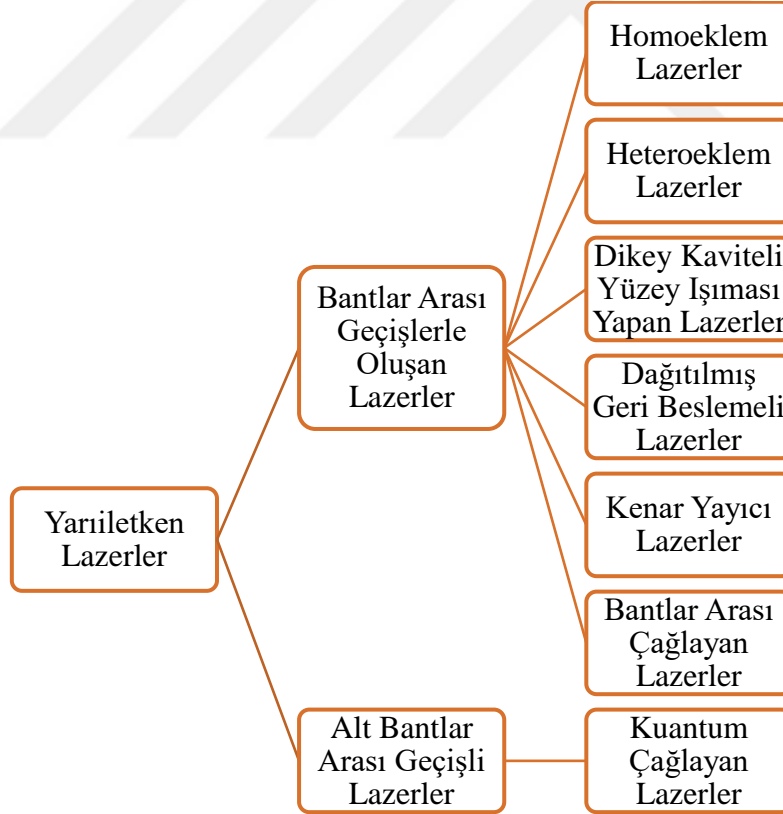 Yarıiletken
Lazerler
Bantlar Arası
Geçişlerle
Oluşan
Lazerler
Homoeklem
Lazerler
Heteroeklem
Lazerler
Dikey Kaviteli
Yüzey Işıması
Yapan Lazerler
Dağıtılmış
Geri Beslemeli
Lazerler
Kenar Yayıcı
Lazerler
Bantlar Arası
Çağlayan
Lazerler
Alt Bantlar
Arası Geçişli
Lazerler
Kuantum
Çağlayan
Lazerler